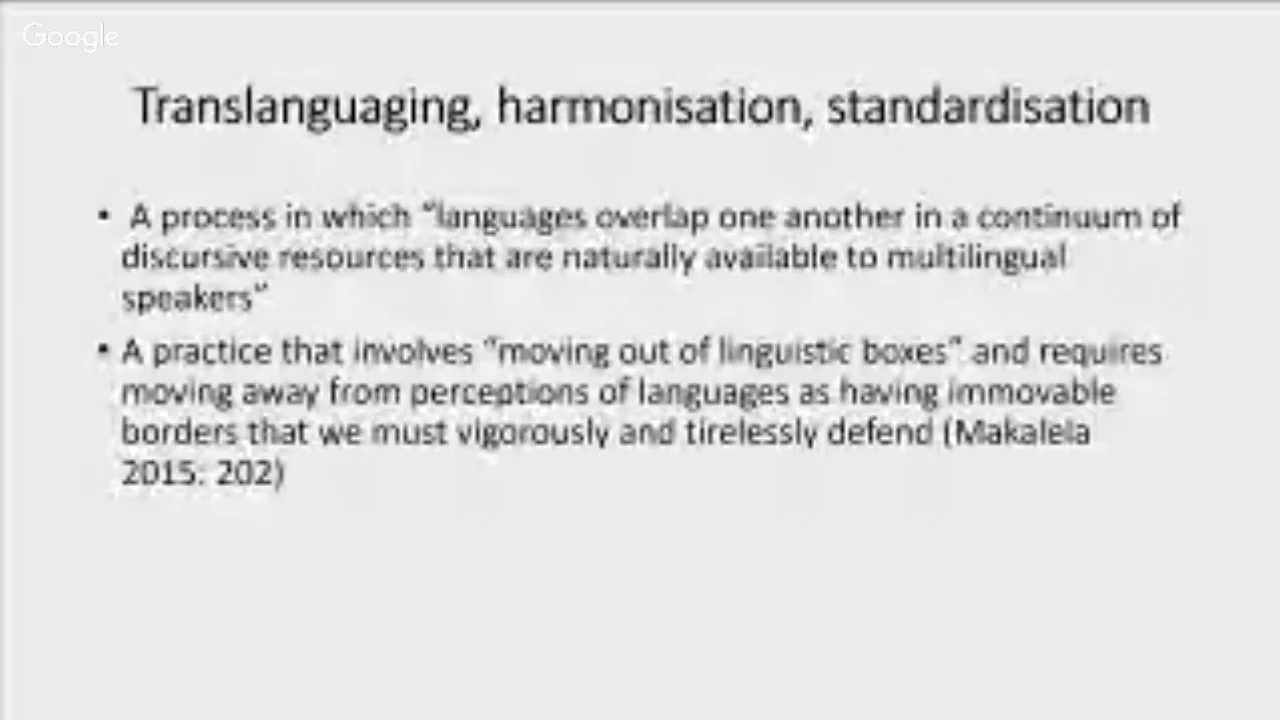 Google
Translanguaging, harmonisation, standardisation
• A process in which “languages overlap one another in a continuum of
discursive resources that are naturally available to multilingual
speakers”
• A practice that involves “moving out of linguistic boxes” and requires
moving away from perceptions of languages as having immovable
borders that we must vigorously and tirelessly defend (Makalela
2015: 202)